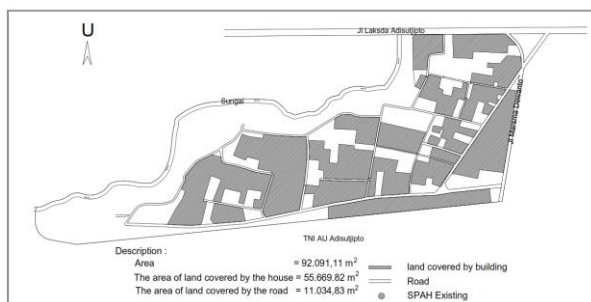 Jl Laksda Adisutjipto
U
Sungai
Jl Marsma Dewanto
TNI AU Adisutjipto
Description :
Area = 92.091,11 m²
The area of land covered by the house = 55.669.82 m²
The area of land covered by the road = 11.034,83 m²
land covered by building
Road
SPAH Existing